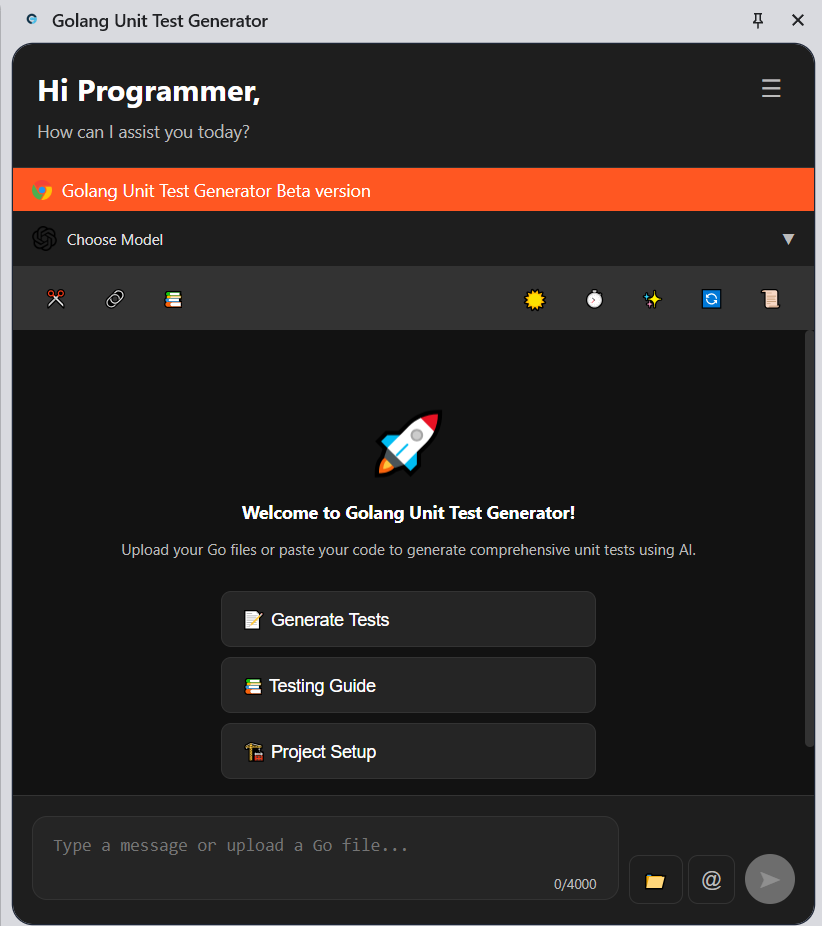 Golang Unit Test Generator
Hi Programmer,
How can I assist you today?
Golang Unit Test Generator Beta version
Choose Model
Welcome to Golang Unit Test Generator!
Upload your Go files or paste your code to generate comprehensive unit tests using AI.
Generate Tests
Testing Guide
Project Setup
Type a message or upload a Go file...
0/4000
@